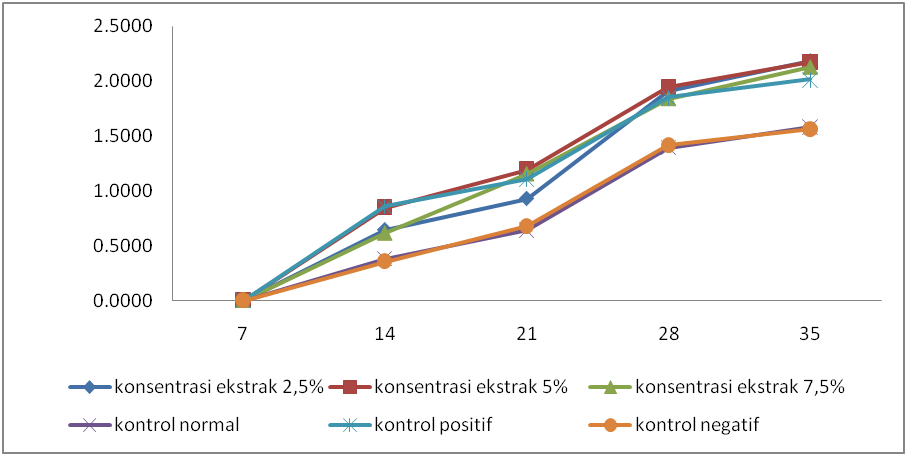 2.5000
2.0000
1.5000
1.0000
0.5000
0.0000
7 14 21 28 35
konsentrasi ekstrak 2,5% konsentrasi ekstrak 5% konsentrasi ekstrak 7,5%
kontrol normal kontrol positif kontrol negatif